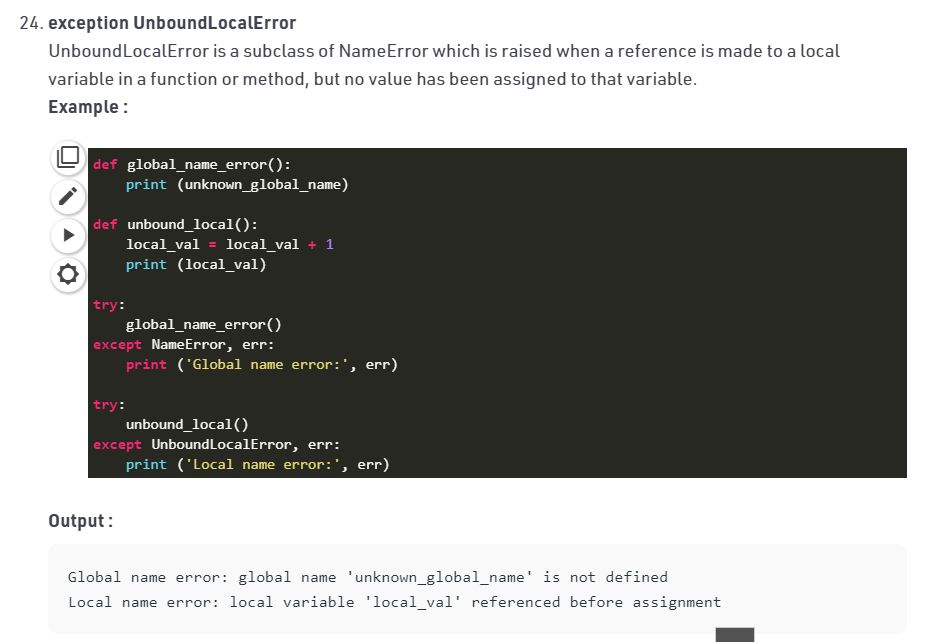 24. exception UnboundLocalError
UnboundLocalError is a subclass of NameError which is raised when a reference is made to a local
variable in a function or method, but no value has been assigned to that variable.
Example :
def global_name_error():
    print (unknown_global_name)

def unbound_local():
    local_val = local_val + 1
    print (local_val)

try:
    global_name_error()
except NameError, err:
    print ('Global name error:', err)

try:
    unbound_local()
except UnboundLocalError, err:
    print ('Local name error:', err)
Output :
Global name error: global name 'unknown_global_name' is not defined
Local name error: local variable 'local_val' referenced before assignment